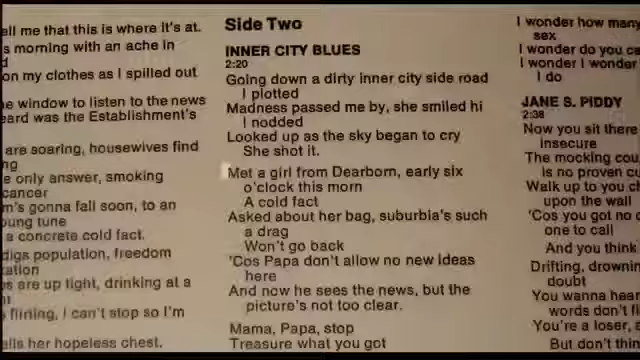 ell me that this is where it's at.
s morning with an ache in
d
on my clothes as I spilled out
e window to listen to the news
eard was the Establishment's
are soaring, housewives find
ng
e only answer, smoking
cancer
m's gonna fall soon, to an
oung tune
a concrete cold fact.
digs population, freedom
ation
s are up tight, drinking at a
flirting, I can't stop so I'm
ells her hopeless chest.
Side Two
INNER CITY BLUES
2:20
Going down a dirty inner city side road
I plotted
Madness passed me by, she smiled hi
I nodded
Looked up as the sky began to cry
She shot it.
Met a girl from Dearborn, early six
o'clock this morn
A cold fact
Asked about her bag, suburbia's such
a drag
Won't go back
'Cos Papa don't allow no new ideas
here
And now he sees the news, but the
picture's not too clear.
Mama, Papa, stop
Treasure what you got
I wonder how many
sex
I wonder do you ca
I wonder I wonder
I do
JANE S. PIDDY
2:38
Now you sit there
insecure
The mocking cou
is no proven cu
Walk up to you ch
upon the wall
'Cos you got no c
one to call
And you think
Drifting, drownin
doubt
You wanna hear
words don't fi
You're a loser, a
But don't thin